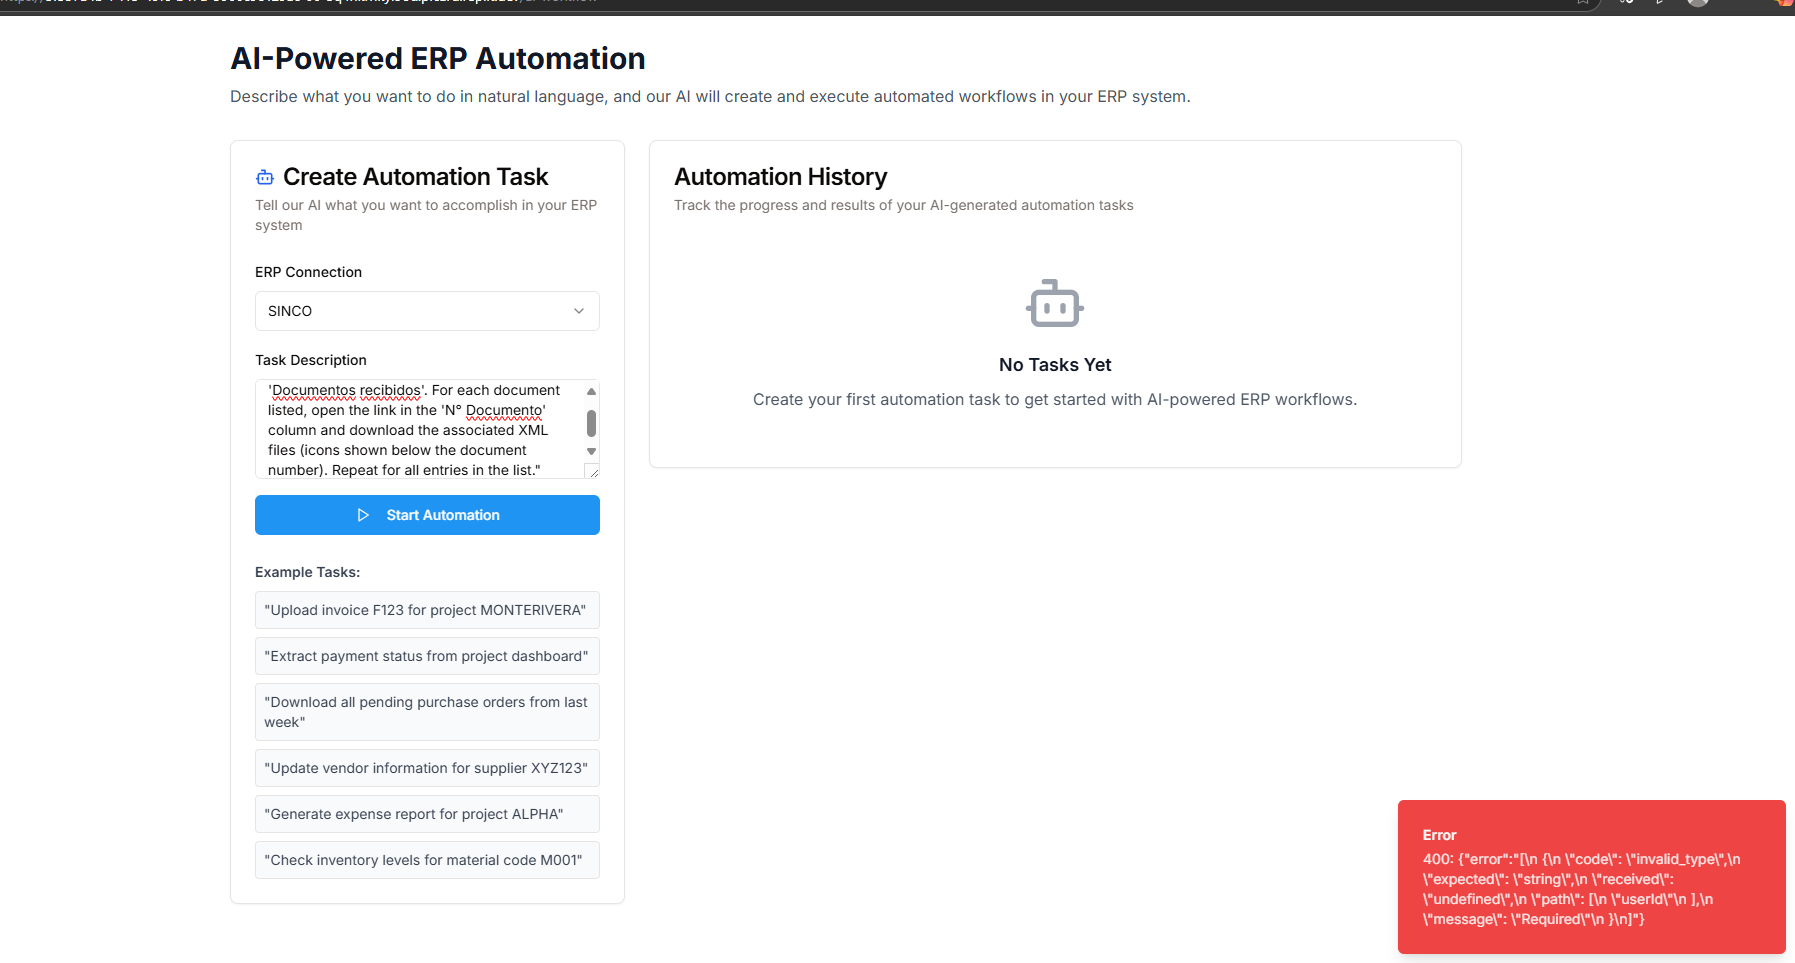 AI-Powered ERP Automation
Describe what you want to do in natural language, and our AI will create and execute automated workflows in your ERP system.
Create Automation Task
Tell our AI what you want to accomplish in your ERP
system
ERP Connection
SINCO
Task Description
'Documentos recibidos'. For each document
listed, open the link in the 'N° Documento'
column and download the associated XML
files (icons shown below the document
number). Repeat for all entries in the list."
Start Automation
Example Tasks:
"Upload invoice F123 for project MONTERIVERA"
"Extract payment status from project dashboard"
"Download all pending purchase orders from last
week"
"Update vendor information for supplier XYZ123"
"Generate expense report for project ALPHA"
"Check inventory levels for material code M001"
Automation History
Track the progress and results of your AI-generated automation tasks
No Tasks Yet
Create your first automation task to get started with AI-powered ERP workflows.
Error
400: {"error":"[\n {\n \"code\": \"invalid_type\",\n
\"expected\": \"string\",\n \"received\":
\"undefined\",\n \"path\": [\n \"userId\"\n ],\n
\"message\": \"Required\"\n }\n]"}